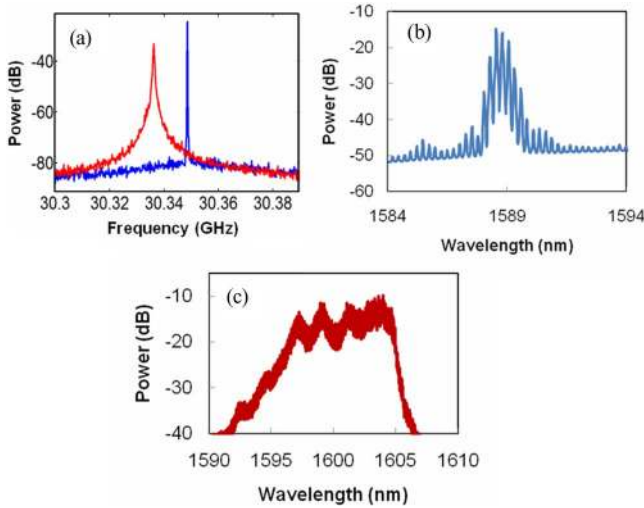 (a)
Power (dB)
-40
-60
-80
30.3 30.32 30.34 30.36 30.38
Frequency (GHz)
(b)
Power (dB)
-10
-20
-30
-40
-50
-60
1584 1589 1594
Wavelength (nm)
(c)
Power (dB)
-10
-20
-30
-40
1590 1595 1600 1605 1610
Wavelength (nm)